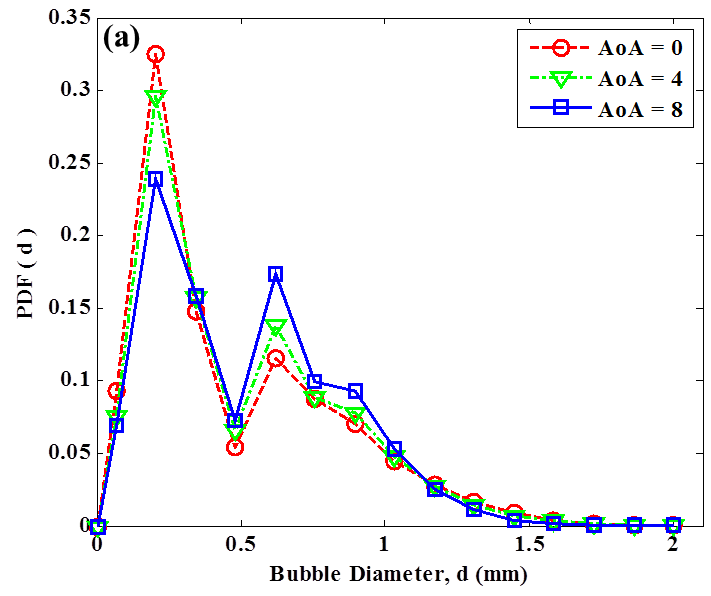 (a)
AoA = 0
AoA = 4
AoA = 8
0.35
0.3
0.25
0.2
0.15
0.1
0.05
0
0 0.5 1 1.5 2
PDF ( d )
Bubble Diameter, d (mm)